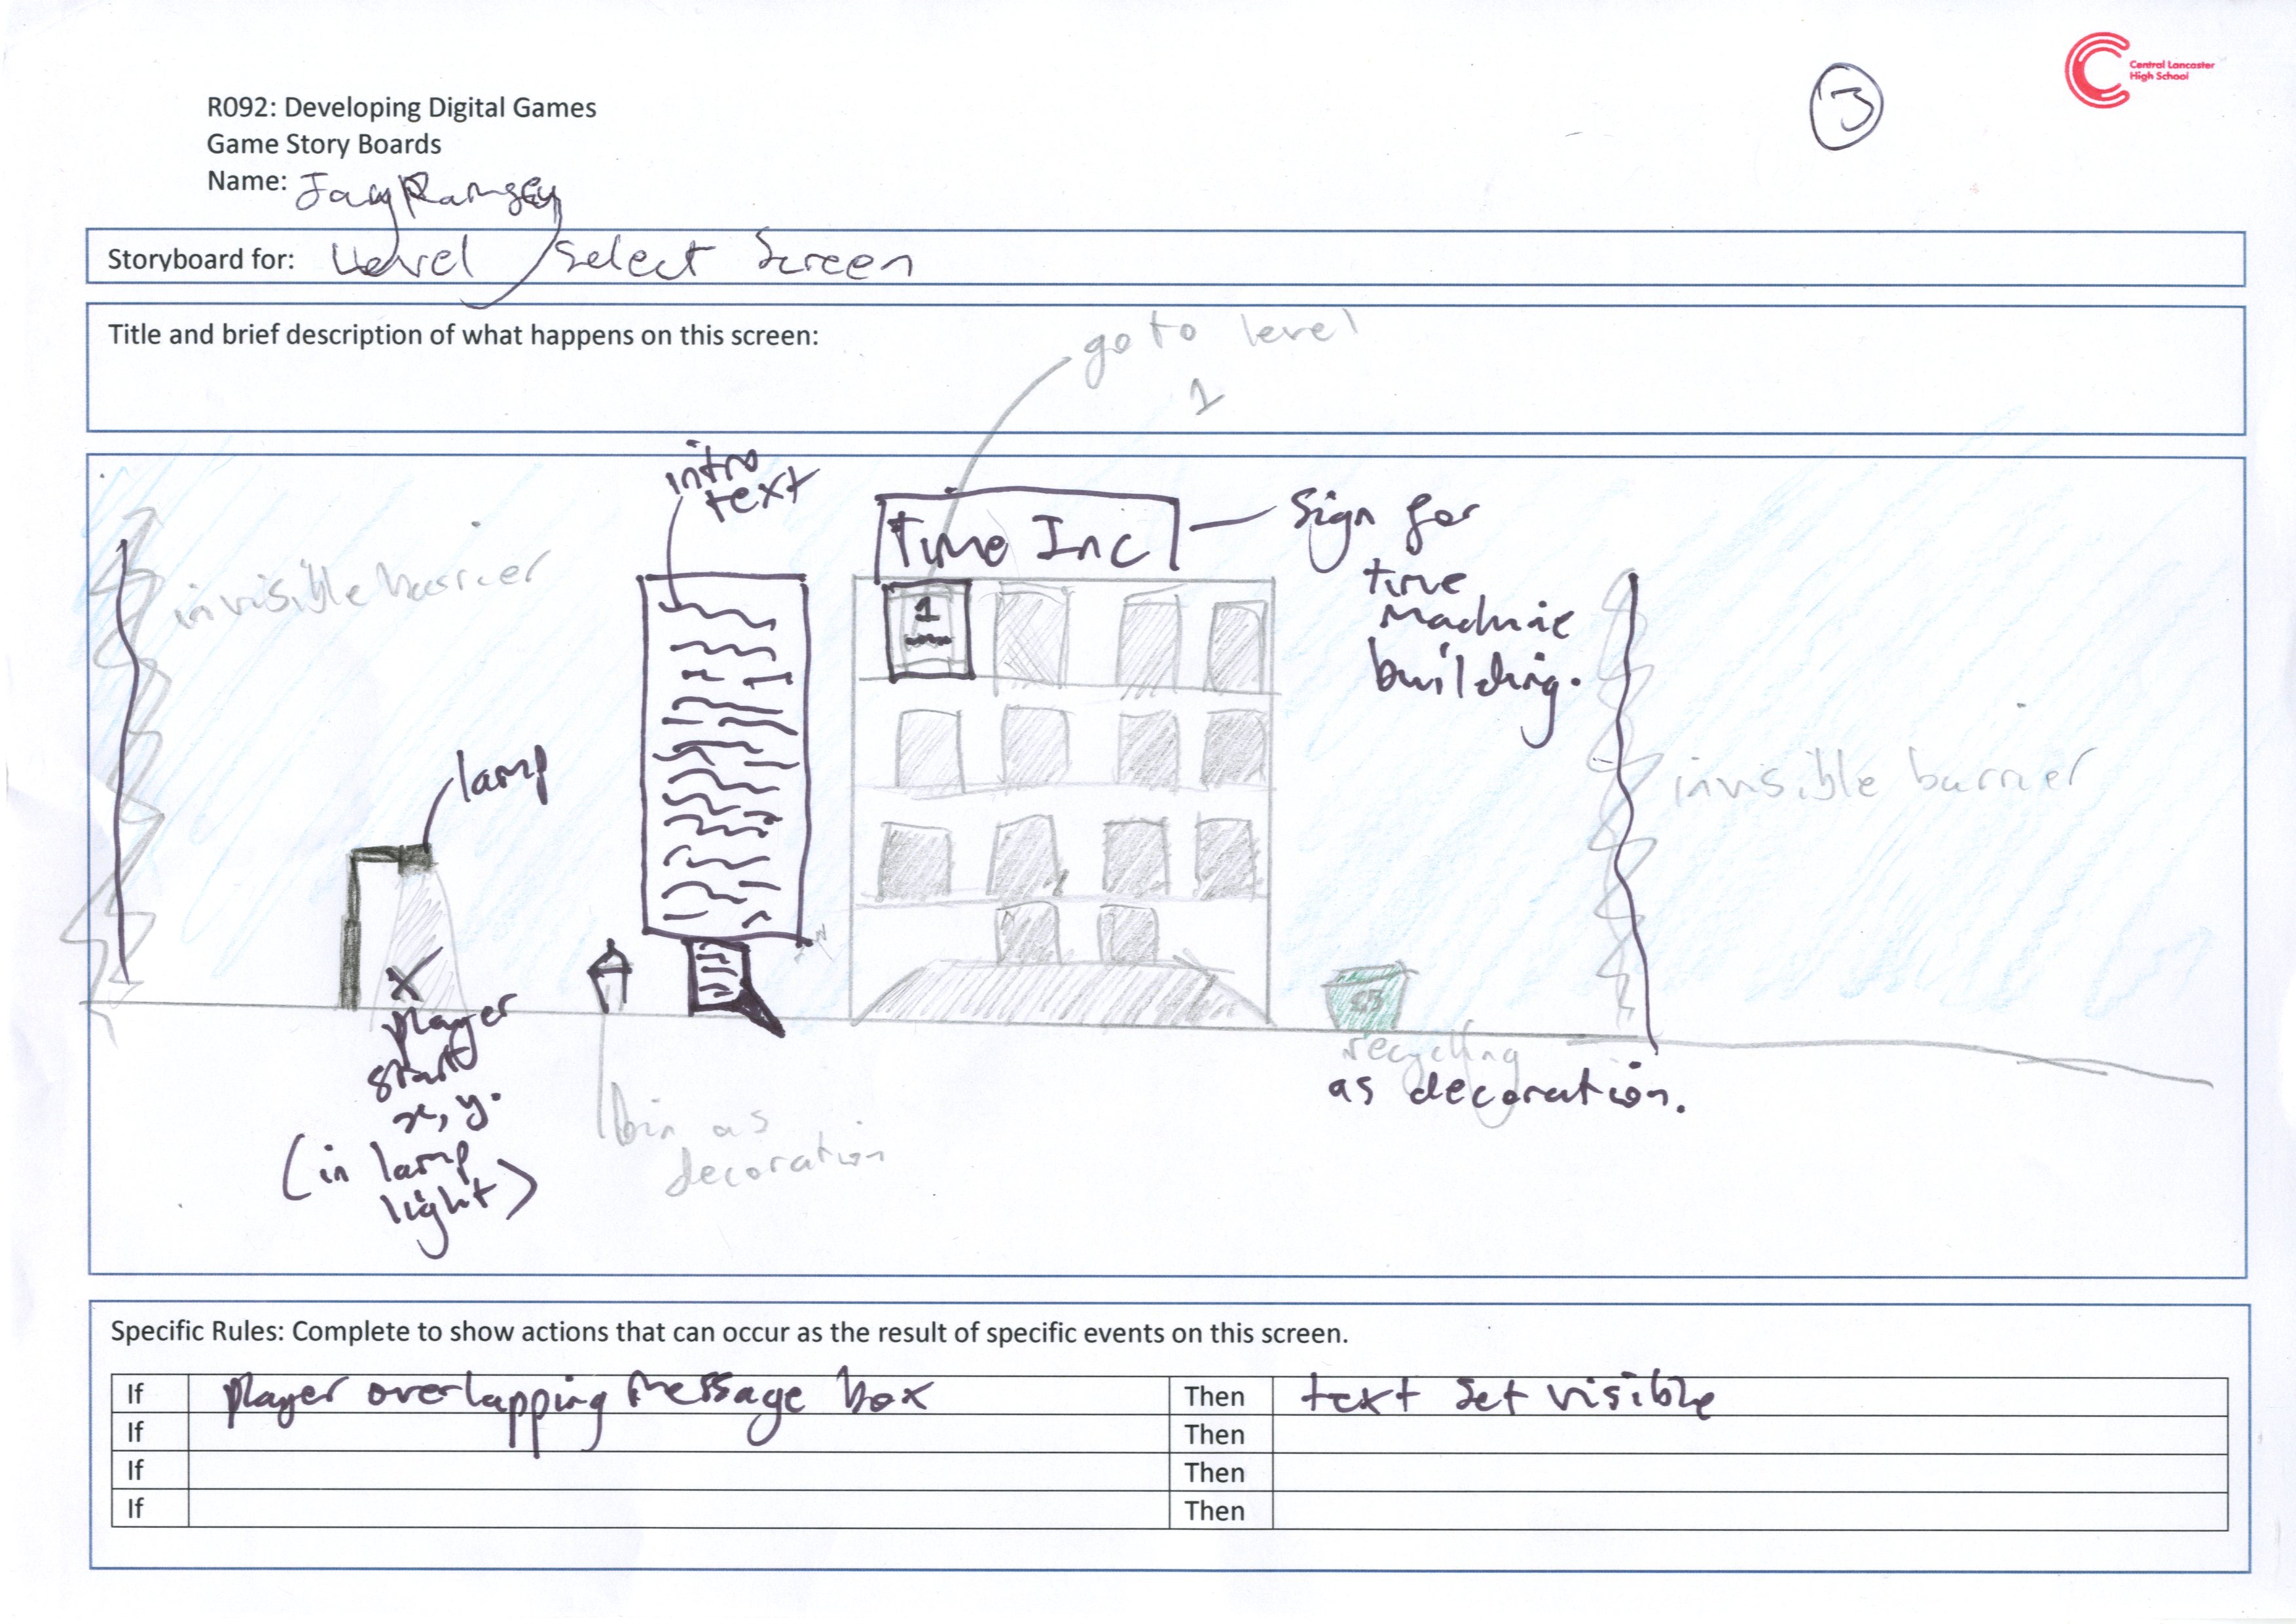 Central Lancaster
High School
3
R092: Developing Digital Games
Game Story Boards
Name: Jay Ramsey
Storyboard for: Level Select Screen
Title and brief description of what happens on this screen:
go to level
1
intro
text
Time Inc
Sign for
time
machine
building.
invisible barrier
1
lamp
invisible barrier
player
start
x, y.
(in lamp
light)
bin as
decoration
recycling
as decoration.
Specific Rules: Complete to show actions that can occur as the result of specific events on this screen.
If player overlapping message box Then text set visible
If Then
If Then
If Then